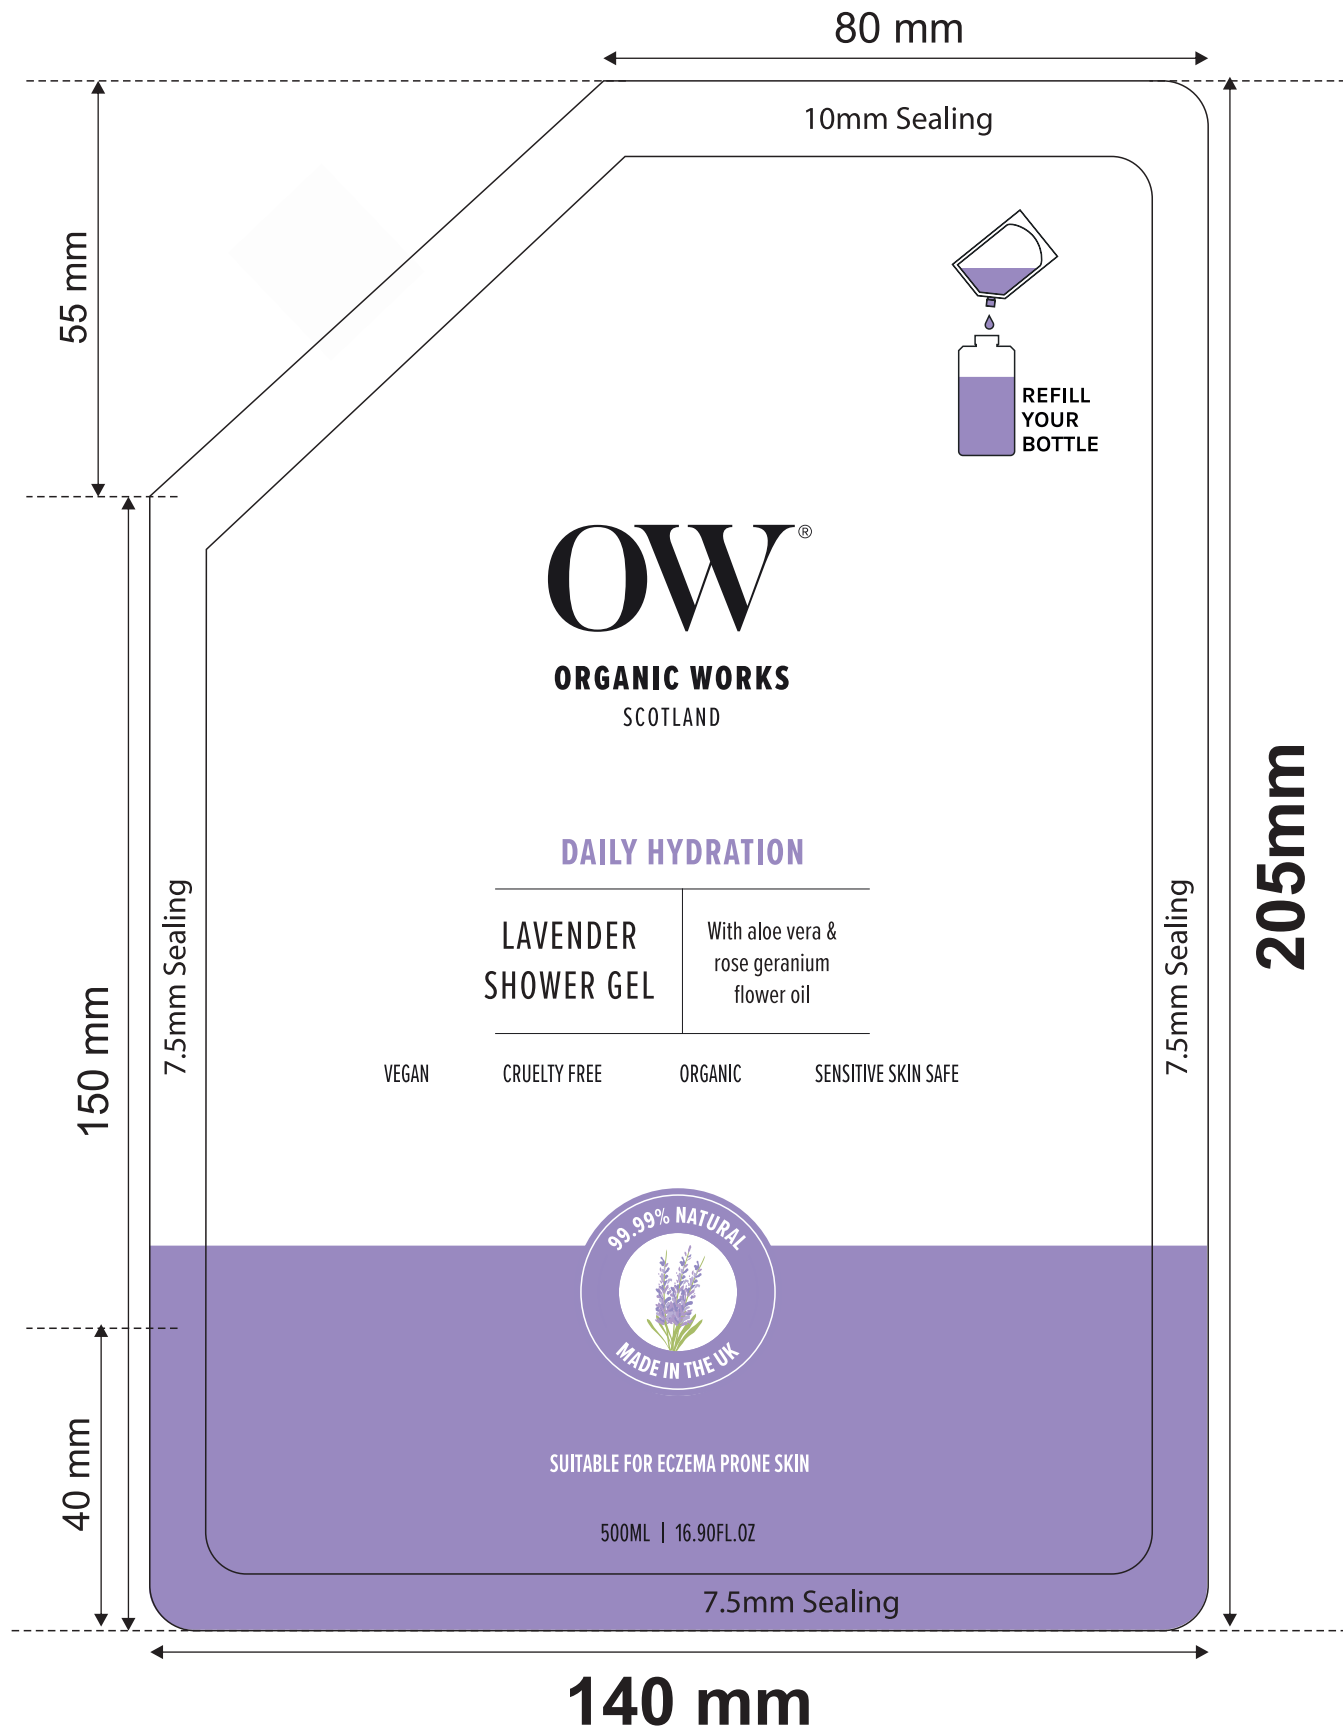 80 mm
10mm Sealing
55 mm
REFILL
YOUR
BOTTLE
OW®
ORGANIC WORKS
SCOTLAND
205mm
DAILY HYDRATION
LAVENDER
SHOWER GEL
With aloe vera &
rose geranium
flower oil
7.5mm Sealing
7.5mm Sealing
150 mm
VEGAN CRUELTY FREE ORGANIC SENSITIVE SKIN SAFE
99.99% NATURAL
MADE IN THE UK
40 mm
SUITABLE FOR ECZEMA PRONE SKIN
500ML | 16.90FL.OZ
7.5mm Sealing
140 mm